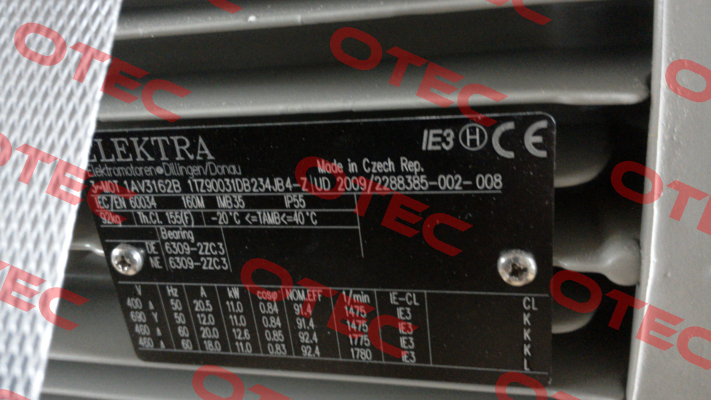 ELEKTRA
Elektromotoren•Dillingen/Donau
Made in Czech Rep.
IE3 H CE
3-MOT. 1AV3162B 1TZ90031DB234JB4-Z UD 2009/2288385-002-008
IEC/EN 60034 160M IMB35 IP55
92kg Th.Cl. 155(F) -20°C <=TAMB<=40°C
Bearing
DE 6309-2ZC3
NE 6309-2ZC3
V Hz A kW cosφ NOM.EFF 1/min IE-CL CL
400 50 20.5 11.0 0.84 91.4 1475 IE3 K
690 Y 50 12.0 11.0 0.84 91.4 1475 IE3 K
460 60 20.0 12.6 0.85 92.4 1775 IE3 K
460 60 18.0 11.0 0.83 92.4 1780 IE3 L
OTEC
OTEC
OTEC
OTEC
OTEC
OTEC
OTEC
OTEC
OTEC
OTEC